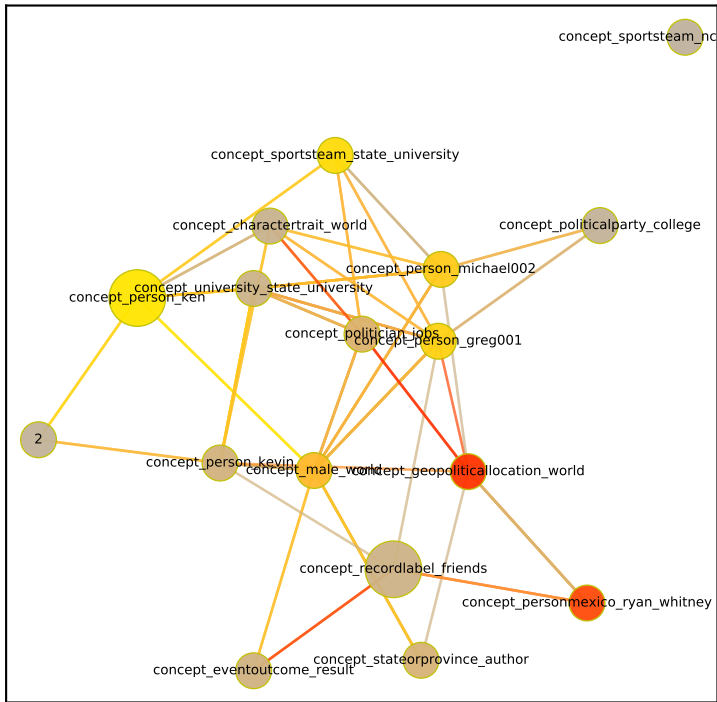 concept_sportsteam_nc
concept_sportsteam_state_university
concept_charactertrait_world
concept_politicalparty_college
concept_person_michael002
concept_university_state_university
concept_person_ken
concept_politician_jobs
concept_person_greg001
2
concept_person_kevin
concept_male_world
concept_geopoliticallocation_world
concept_recordlabel_friends
concept_personmexico_ryan_whitney
concept_stateorprovince_author
concept_eventoutcome_result